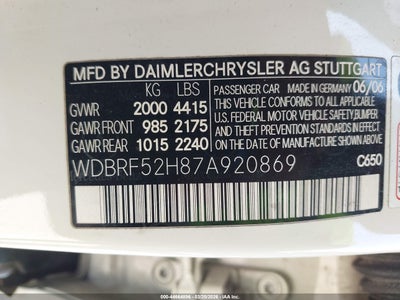 MFD BY DAIMLERCHRYSLER AG STUTTGART
KG LBS
PASSENGER CAR MADE IN GERMANY 06/06
GVWR 2000 4415
GAWR FRONT 985 2175
GAWR REAR 1015 2240
THIS VEHICLE CONFORMS TO ALL APPLICABLE
U.S. FEDERAL MOTOR VEHICLE SAFETY
BUMPER AND THEFT PREVENTION
STANDARDS IN EFFECT ON THE DATE OF
MANUFACTURE SHOWN ABOVE
WDBRF52H87A920869
C650